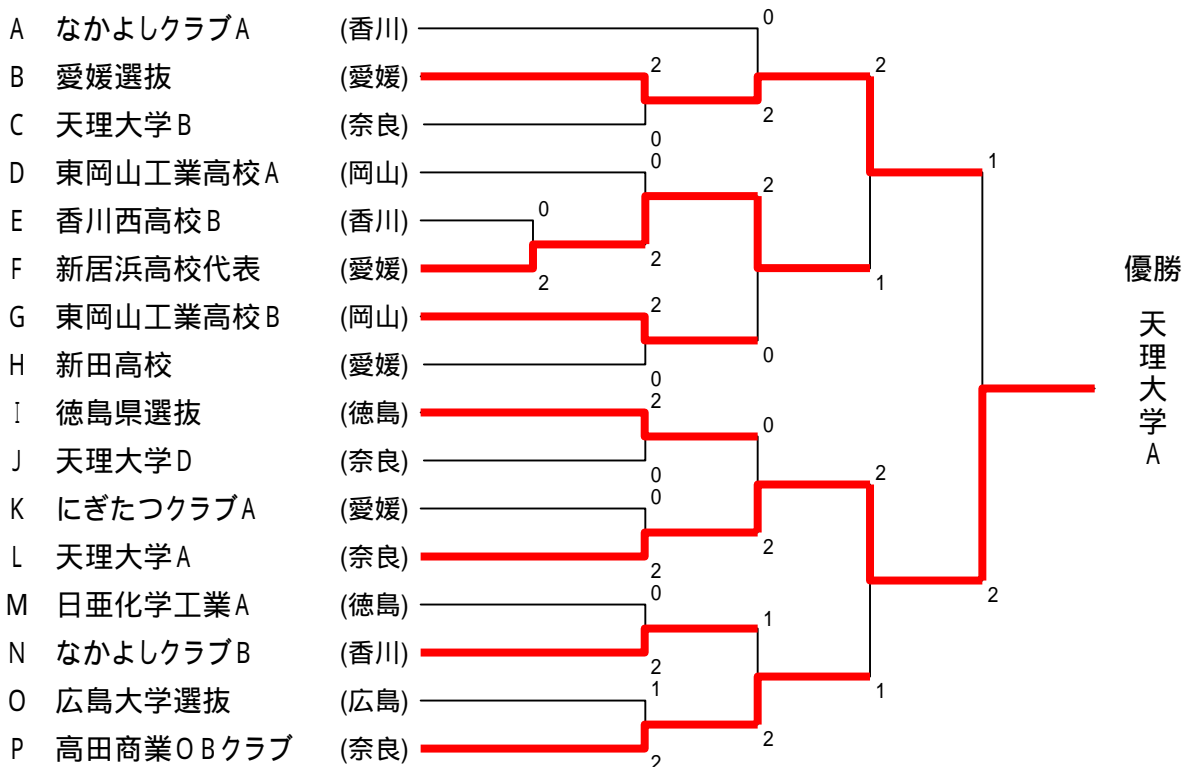 A なかよしクラブA (香川)
0
B 愛媛選抜 (愛媛)
2
2
C 天理大学B (奈良)
0
2
D 東岡山工業高校A (岡山)
0
2
1
E 香川西高校B (香川)
0
F 新居浜高校代表 (愛媛)
2
2
1
G 東岡山工業高校B (岡山)
2
H 新田高校 (愛媛)
0
0
I 徳島県選抜 (徳島)
2
0
J 天理大学D (奈良)
0
2
K にぎたつクラブA (愛媛)
0
L 天理大学A (奈良)
2
2
M 日亜化学工業A (徳島)
0
1
2
N なかよしクラブB (香川)
2
O 広島大学選抜 (広島)
1
1
P 高田商業OBクラブ (奈良)
2
2
優勝
天理大学A